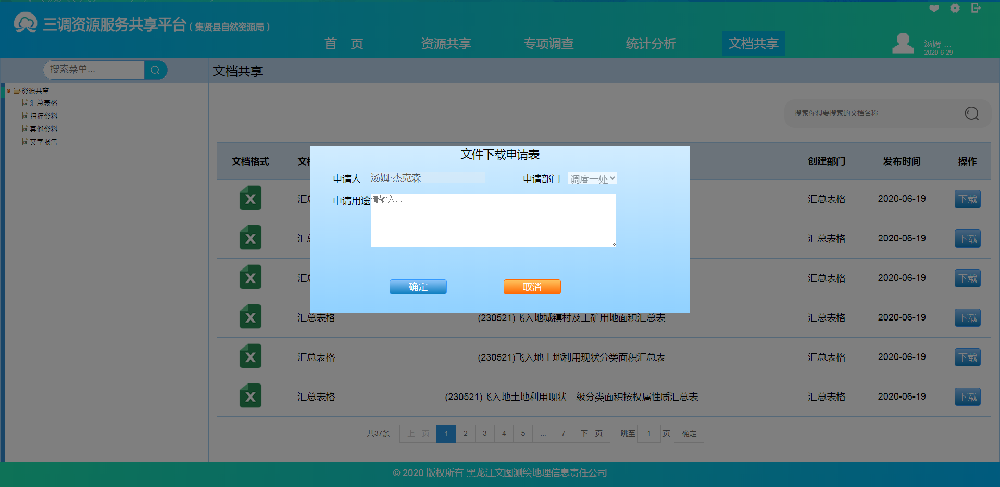 三调资源服务共享平台(集贤县自然资源局)
首 页 资源共享 专项调查 统计分析 文档共享
汤姆·...
2020-6-29
搜索菜单...
文档共享
资源共享
汇总表格
扫描资料
其他资料
文字报告
搜索你想要搜索的文档名称
文档格式 创建部门 发布时间 操作
文件下载申请表
申请人 汤姆·杰克森 申请部门 调度一处
申请用途 请输入..
确定 取消
汇总表格 2020-06-19 下载
汇总表格 2020-06-19 下载
汇总表格 2020-06-19 下载
汇总表格 (230521)飞入地城镇村及工矿用地面积汇总表 汇总表格 2020-06-19 下载
汇总表格 (230521)飞入地土地利用现状分类面积汇总表 汇总表格 2020-06-19 下载
汇总表格 (230521)飞入地土地利用现状一级分类面积按权属性质汇总表 汇总表格 2020-06-19 下载
共37条 上一页 1 2 3 4 5 ... 7 下一页 跳至 1 页 确定
© 2020 版权所有 黑龙江文图测绘地理信息责任公司